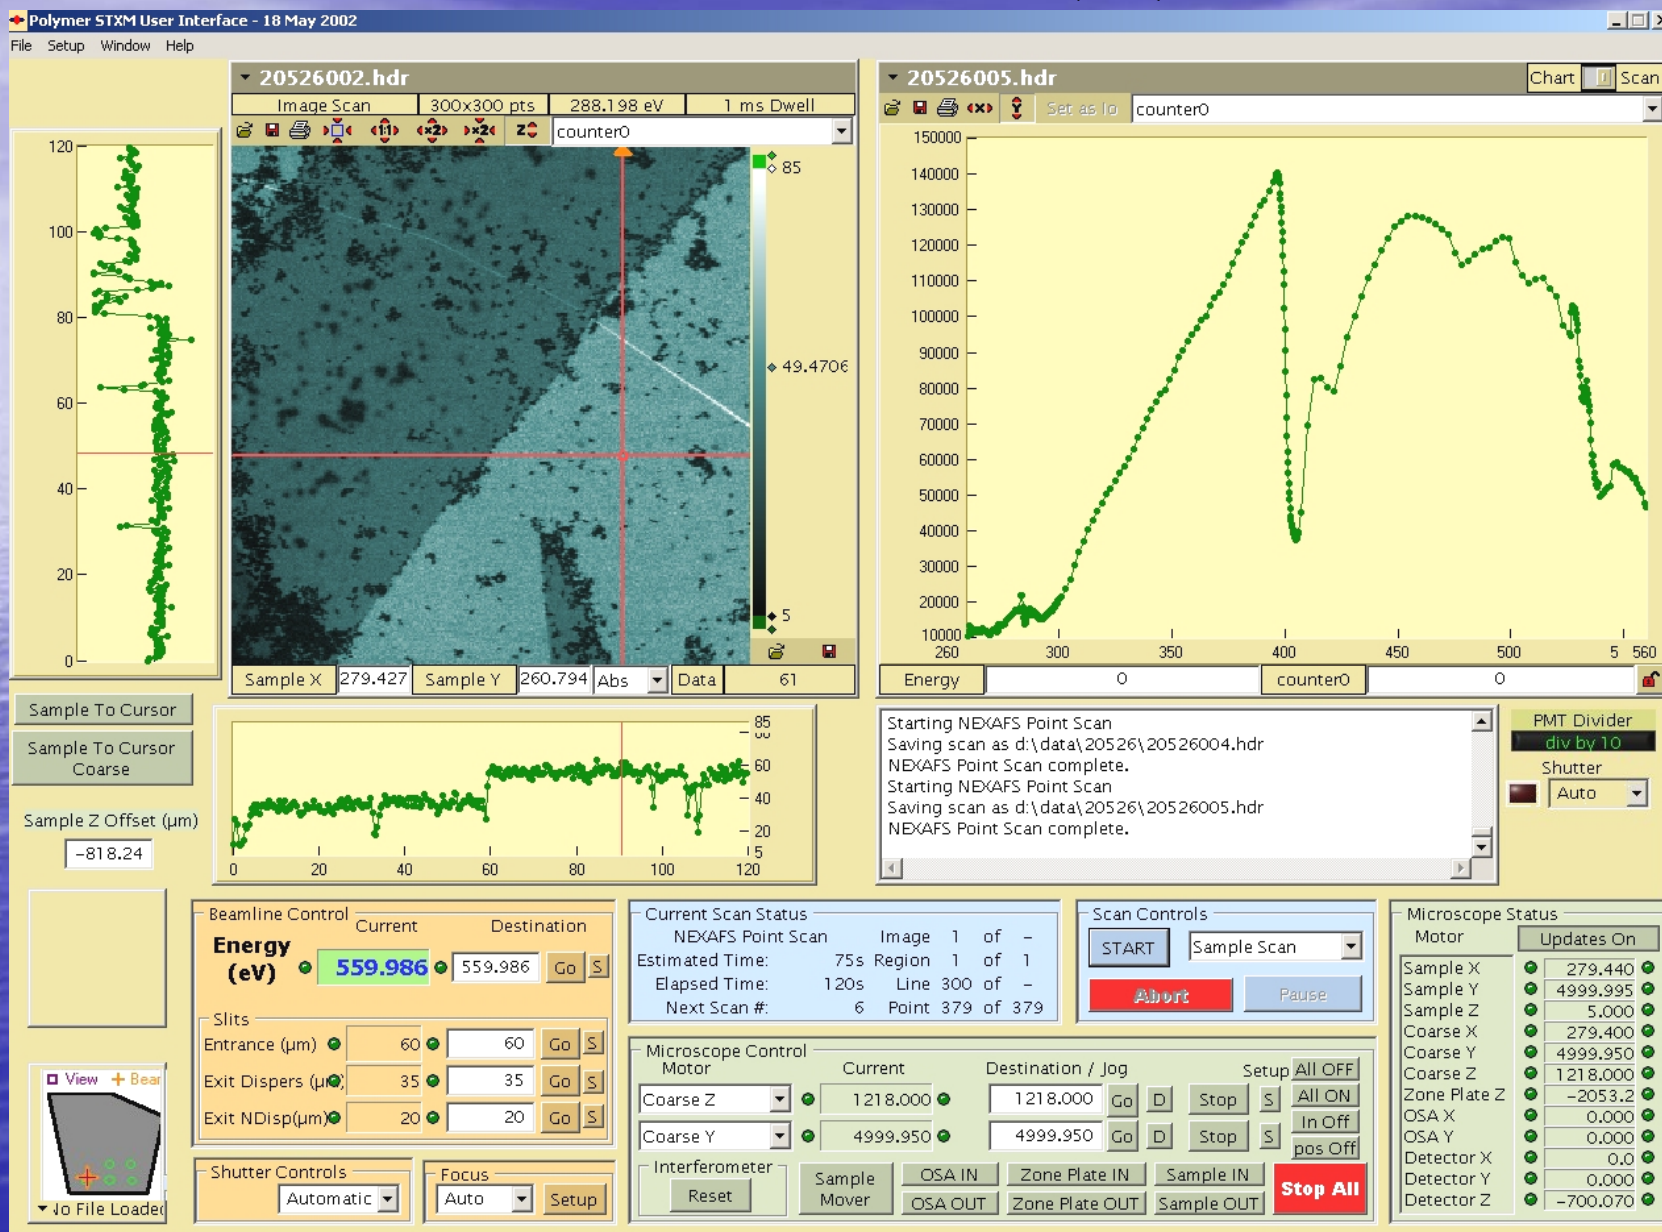 Polymer STXM User Interface - 18 May 2002
File Setup Window Help
20526002.hdr
Image Scan 300x300 pts 288.198 eV 1 ms Dwell
counter0
120
100
80
60
40
20
0
85
49.4706
5
Sample X 279.427 Sample Y 260.794 Abs Data 61
20526005.hdr
Chart Scan
Set as Io counter0
150000
140000
130000
120000
110000
100000
90000
80000
70000
60000
50000
40000
30000
20000
10000
260 300 350 400 450 500 5 560
Energy 0 counter0 0
Sample To Cursor
Sample To Cursor
Coarse
Sample Z Offset (µm)
-818.24
85
60
40
20
5
0 20 40 60 80 100 120
Starting NEXAFS Point Scan
Saving scan as d:\data\20526\20526004.hdr
NEXAFS Point Scan complete.
Starting NEXAFS Point Scan
Saving scan as d:\data\20526\20526005.hdr
NEXAFS Point Scan complete.
PMT Divider
div by 10
Shutter
Auto
Beamline Control
Current Destination
Energy
(eV) 559.986 559.986 Go S
Slits
Entrance (µm) 60 60 Go S
Exit Dispers (µm) 35 35 Go S
Exit NDisp(µm) 20 20 Go S
Shutter Controls
Automatic
Focus
Auto Setup
View Bear
No File Loaded
Current Scan Status
NEXAFS Point Scan Image 1 of -
Estimated Time: 75s Region 1 of 1
Elapsed Time: 120s Line 300 of -
Next Scan #: 6 Point 379 of 379
Scan Controls
START Sample Scan
Abort Pause
Microscope Control
Motor Current Destination / Jog Setup All OFF
Coarse Z 1218.000 1218.000 Go D Stop S All ON
In Off
Coarse Y 4999.950 4999.950 Go D Stop S
pos Off
Interferometer
Reset
Sample
Mover
OSA IN Zone Plate IN Sample IN
OSA OUT Zone Plate OUT Sample OUT
Stop All
Microscope Status
Motor Updates On
Sample X 279.440
Sample Y 4999.995
Sample Z 5.000
Coarse X 279.400
Coarse Y 4999.950
Coarse Z 1218.000
Zone Plate Z -2053.2
OSA X 0.000
OSA Y 0.000
Detector X 0.0
Detector Y 0.000
Detector Z -700.070